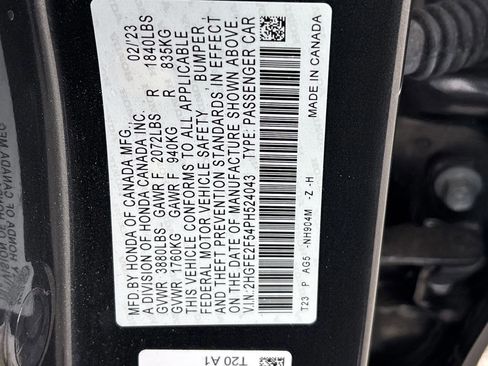 MFD BY HONDA OF CANADA MFG. 02/23
A DIVISION OF HONDA CANADA INC.
GVWR 3880LBS GAWR F 2072LBS R 1840LBS
GVWR 1760KG GAWR F 940KG R 835KG
THIS VEHICLE CONFORMS TO ALL APPLICABLE
FEDERAL MOTOR VEHICLE SAFETY, BUMPER,
AND THEFT PREVENTION STANDARDS IN EFFECT
ON THE DATE OF MANUFACTURE SHOWN ABOVE.
V.I.N.:2HGFE2F54PH524043 TYPE: PASSENGER CAR
T23 P AG5 -NH904M -Z -H MADE IN CANADA
T20 A1